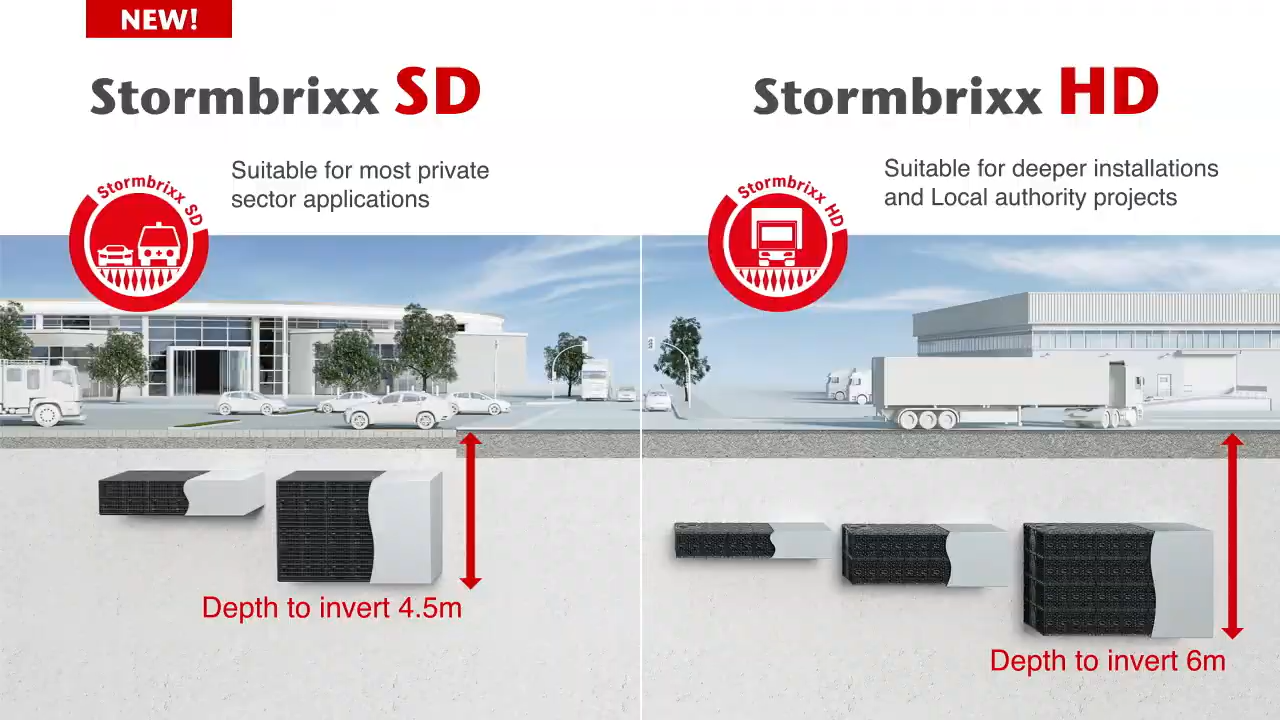 NEW!
Stormbrixx SD
Suitable for most private
sector applications
Stormbrixx SD
Depth to invert 4.5m
Stormbrixx HD
Suitable for deeper installations
and Local authority projects
Stormbrixx HD
Depth to invert 6m